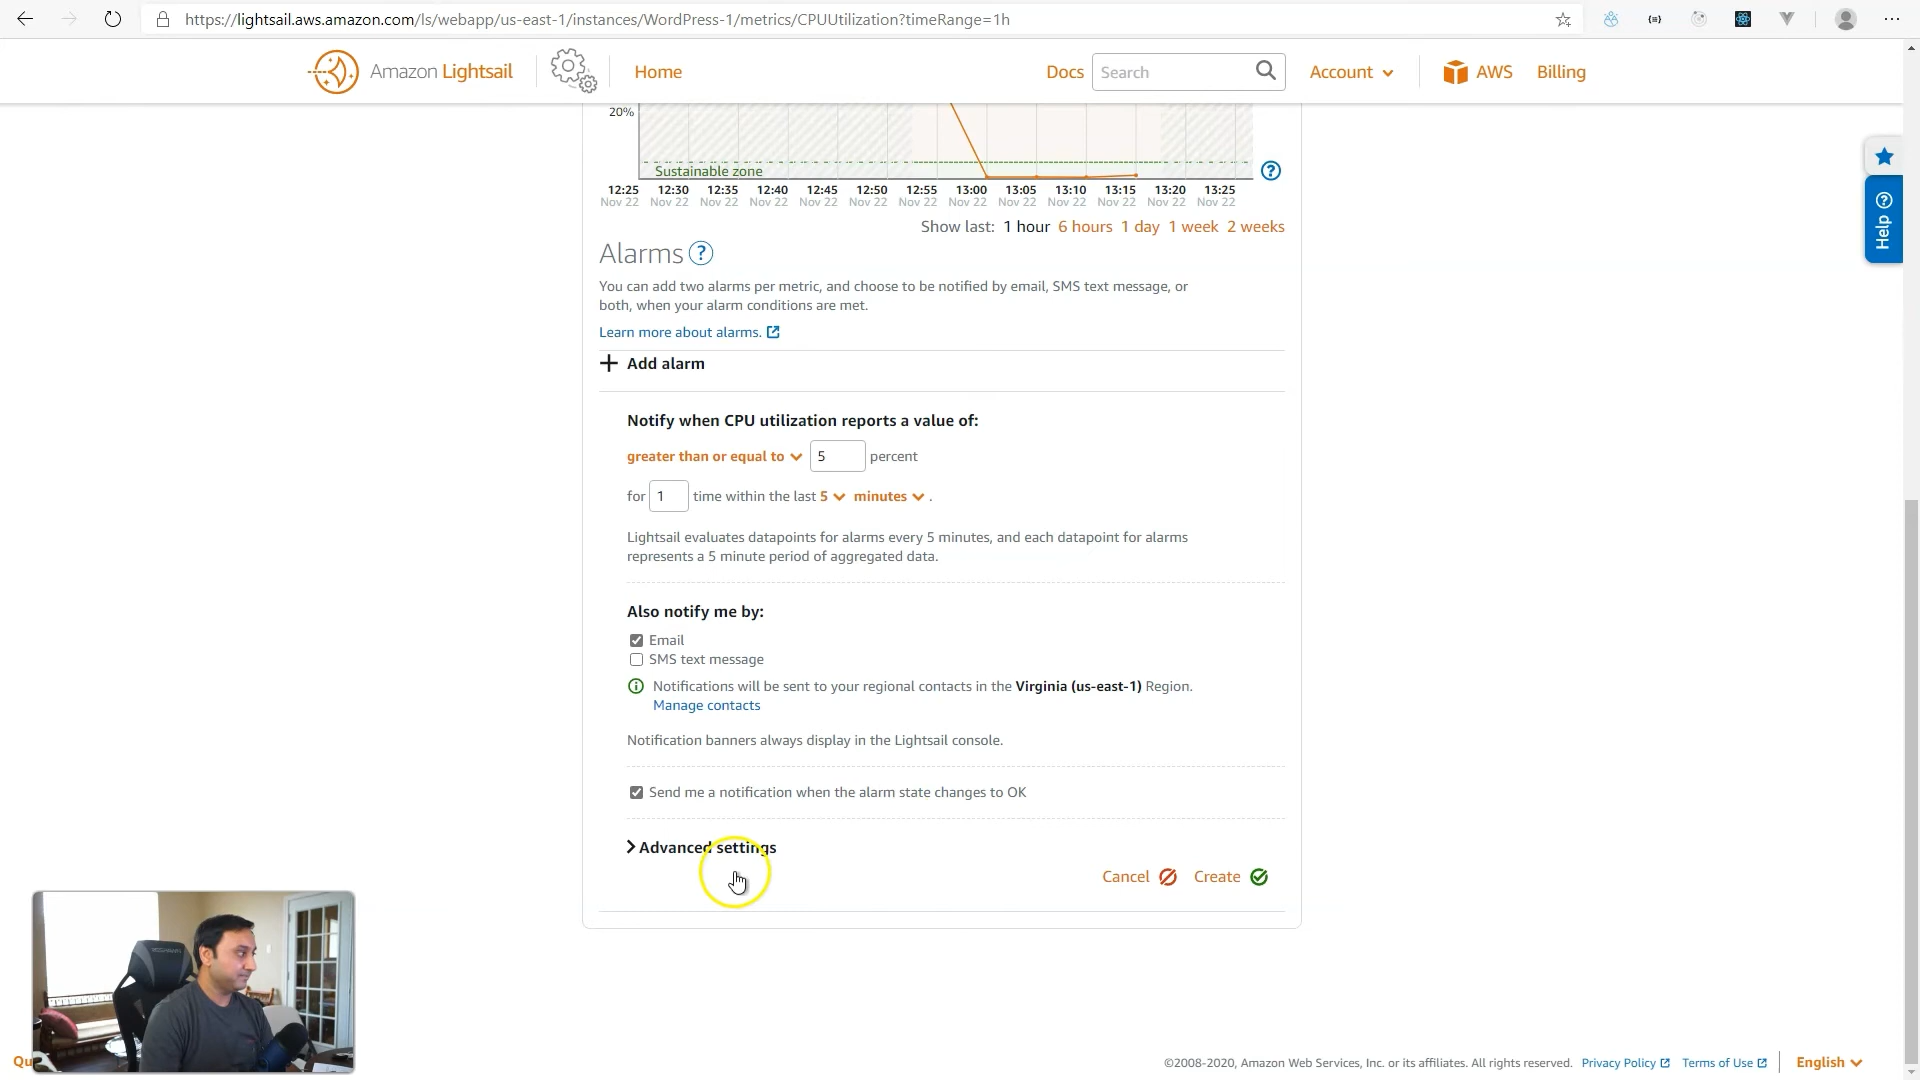 https://lightsail.aws.amazon.com/ls/webapp/us-east-1/instances/WordPress-1/metrics/CPUUtilization?timeRange=1h
Amazon Lightsail
Home
Docs
Search
Account
AWS
Billing
20%
Sustainable zone
12:25 12:30 12:35 12:40 12:45 12:50 12:55 13:00 13:05 13:10 13:15 13:20 13:25
Nov 22 Nov 22 Nov 22 Nov 22 Nov 22 Nov 22 Nov 22 Nov 22 Nov 22 Nov 22 Nov 22 Nov 22 Nov 22
Show last: 1 hour 6 hours 1 day 1 week 2 weeks
Help ?
Alarms ?
You can add two alarms per metric, and choose to be notified by email, SMS text message, or
both, when your alarm conditions are met.
Learn more about alarms.
+ Add alarm
Notify when CPU utilization reports a value of:
greater than or equal to 5 percent
for 1 time within the last 5 minutes .
Lightsail evaluates datapoints for alarms every 5 minutes, and each datapoint for alarms
represents a 5 minute period of aggregated data.
Also notify me by:
Email
SMS text message
Notifications will be sent to your regional contacts in the Virginia (us-east-1) Region.
Manage contacts
Notification banners always display in the Lightsail console.
Send me a notification when the alarm state changes to OK
Advanced settings
Cancel
Create
Qu
©2008-2020, Amazon Web Services, Inc. or its affiliates. All rights reserved. Privacy Policy Terms of Use English